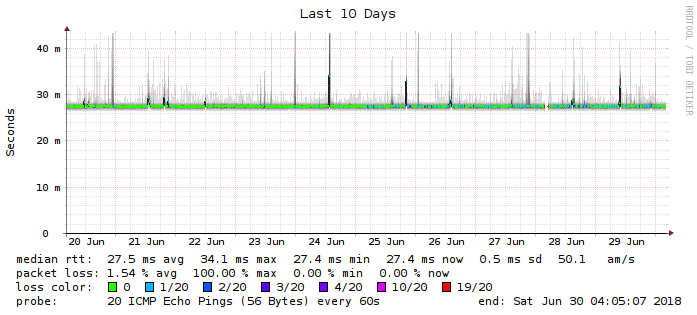 Last 10 Days
RRDTOOL / TOBI OETIKER
Seconds
40 m
30 m
20 m
10 m
0
20 Jun 21 Jun 22 Jun 23 Jun 24 Jun 25 Jun 26 Jun 27 Jun 28 Jun 29 Jun
median rtt: 27.5 ms avg 34.1 ms max 27.4 ms min 27.4 ms now 0.5 ms sd 50.1 am/s
packet loss: 1.54 % avg 100.00 % max 0.00 % min 0.00 % now
loss color: 0 1/20 2/20 3/20 4/20 10/20 19/20
probe: 20 ICMP Echo Pings (56 Bytes) every 60s end: Sat Jun 30 04:05:07 2018